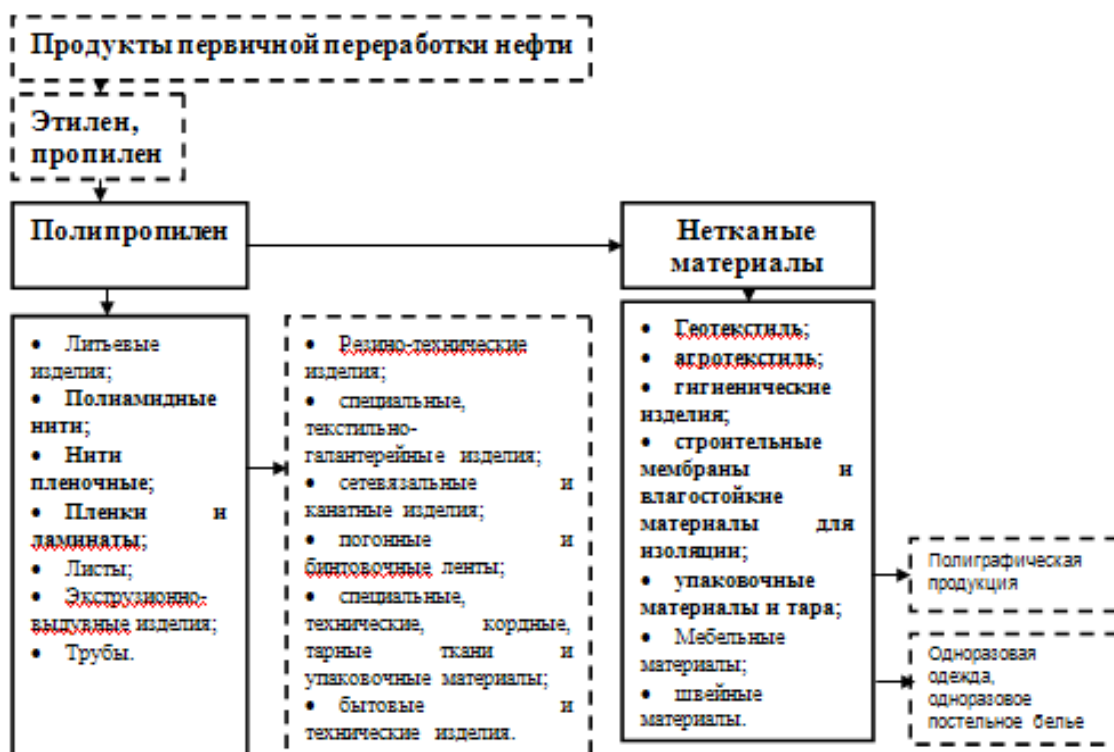 Продукты первичной переработки нефти
Этилен,
пропилен
Полипропилен
Нетканые
материалы
• Литьевые
изделия;
• Полиамидные
нити;
• Нити
пленочные;
• Пленки и
ламинаты;
• Листы;
• Экструзионно-
выдувные изделия;
• Трубы.
• Резино-технические
изделия;
• специальные,
текстильно-
галантерейные изделия;
• сетевязальные и
канатные изделия;
• погонные и
бинтовочные ленты;
• специальные,
технические, кордные,
тарные ткани и
упаковочные материалы;
• бытовые и
технические изделия.
• Геотекстиль;
• агротекстиль;
• гигиенические
изделия;
• строительные
мембраны и
влагостойкие
материалы для
изоляции;
• упаковочные
материалы и тара;
• Мебельные
материалы;
• швейные
материалы.
Полиграфическая
продукция
Одноразовая
одежда,
одноразовое
постельное белье